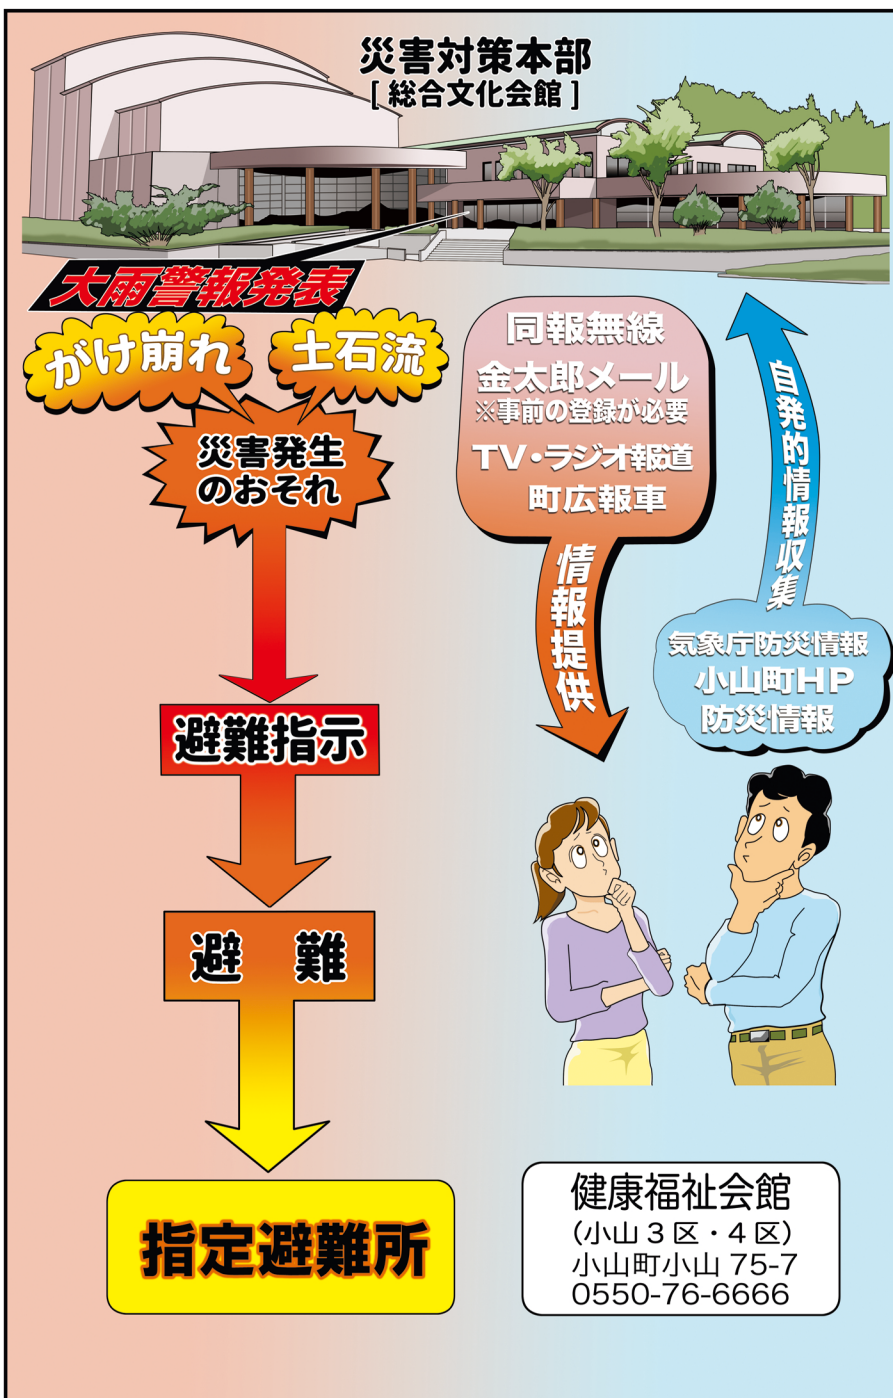 災害対策本部
[ 総合文化会館 ]
大雨警報発表
がけ崩れ
土石流
災害発生
のおそれ
避難指示
避 難
指定避難所
同報無線
金太郎メール
※事前の登録が必要
TV・ラジオ報道
町広報車
情報提供
自発的情報収集
気象庁防災情報
小山町HP
防災情報
健康福祉会館
(小山3区・4区)
小山町小山 75-7
0550-76-6666